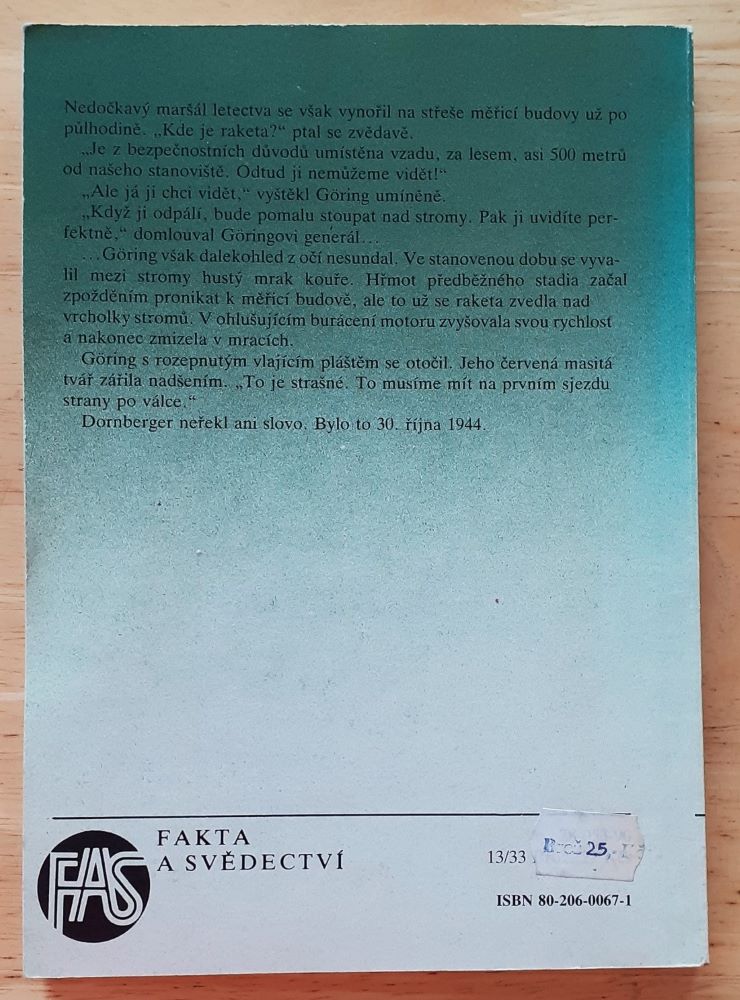 Nedočkavý maršál letectva se však vynořil na střeše měřicí budovy už po
půlhodině. „Kde je raketa?“ ptal se zvědavě.
„Je z bezpečnostních důvodů umístěna vzadu, za lesem, asi 500 metrů
od našeho stanoviště. Odtud ji nemůžeme vidět!“
„Ale já ji chci vidět,“ vyštěkl Göring umíněně.
„Když ji odpálí, bude pomalu stoupat nad stromy. Pak ji uvidíte per-
fektně,“ domlouval Göringovi generál...
...Göring však dalekohled z očí nesundal. Ve stanovenou dobu se vyva-
lil mezi stromy hustý mrak kouře. Hřmot předběžného stadia začal
zpožděním pronikat k měřicí budově, ale to už se raketa zvedla nad
vrcholky stromů. V ohlušujícím burácení motoru zvyšovala svou rychlost
a nakonec zmizela v mracích.
Göring s rozepnutým vlajícím pláštěm se otočil. Jeho červená masitá
tvář zářila nadšením. „To je strašné. To musíme mít na prvním sjezdu
strany po válce.“
Dornberger neřekl ani slovo. Bylo to 30. října 1944.
FAS
FAKTA
A SVĚDECTVÍ
13/33
Brož 25,-
ISBN 80-206-0067-1